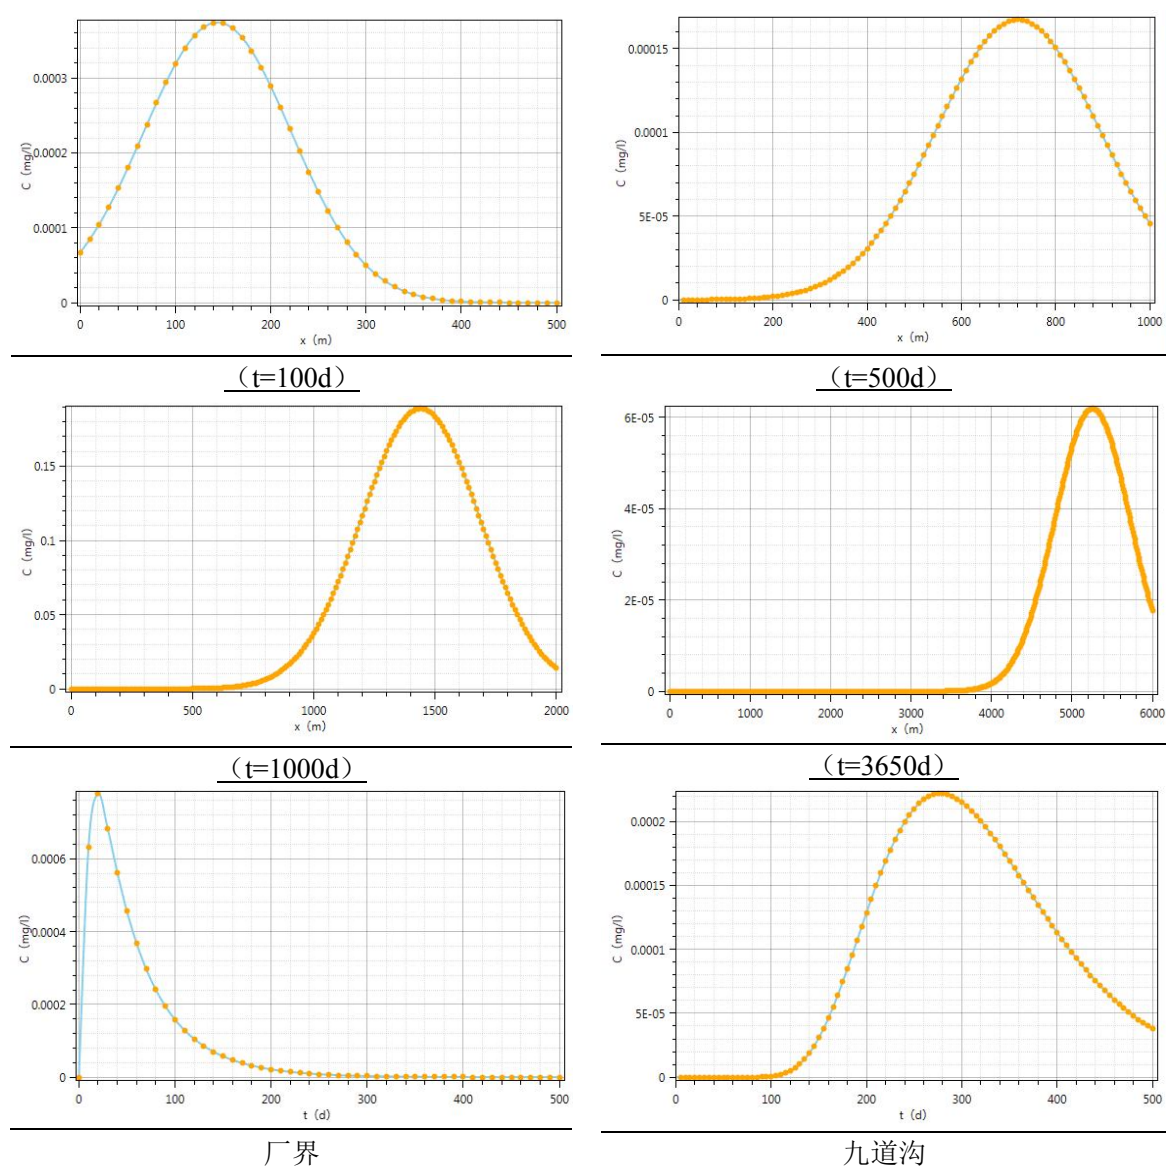 0.0003
0.0002
0.0001
0
C（mg/l）
0 100 200 300 400 500
x（m）
（t=100d）
0.00015
0.0001
5E-05
0
C（mg/l）
0 200 400 600 800 1000
x（m）
（t=500d）
0.15
0.1
0.05
0
C（mg/l）
0 500 1000 1500 2000
x（m）
（t=1000d）
6E-05
4E-05
2E-05
0
C（mg/l）
0 1000 2000 3000 4000 5000 6000
x（m）
（t=3650d）
0.0006
0.0004
0.0002
0
C（mg/l）
0 100 200 300 400 500
t（d）
厂界
0.0002
0.00015
0.0001
5E-05
0
C（mg/l）
0 100 200 300 400 500
t（d）
九道沟